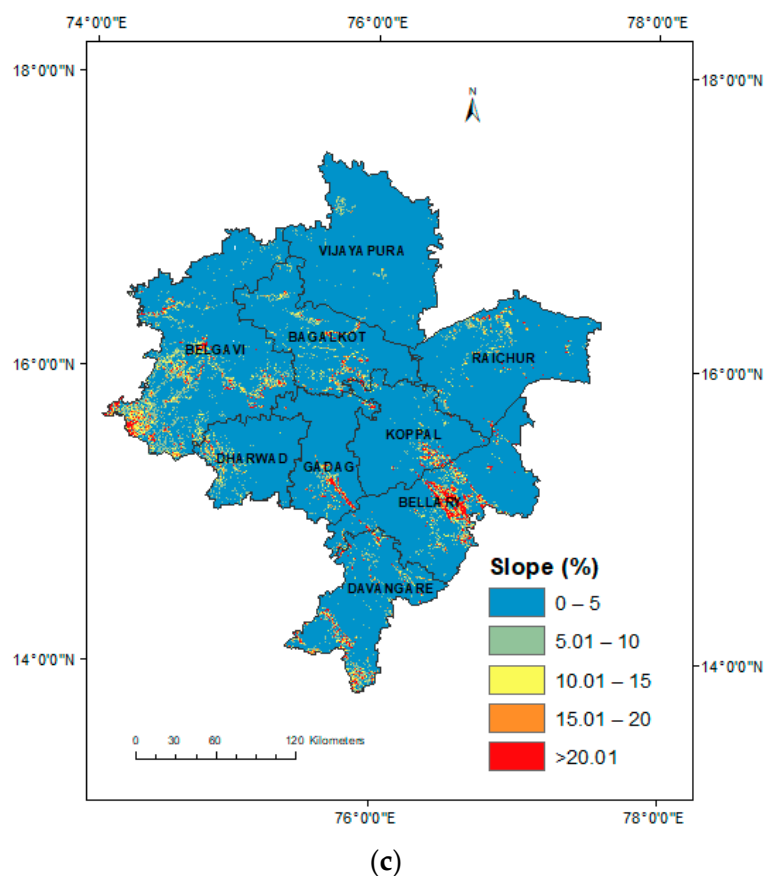 74°0'0"E 76°0'0"E 78°0'0"E
18°0'0"N 18°0'0"N
N
VIJAYAPURA
BAGALKOT
BELGAVI
RAICHUR
16°0'0"N 16°0'0"N
KOPPAL
DHARWAD
GADAG
BELLARY
Slope (%)
DAVANGARE
0 – 5
5.01 – 10
14°0'0"N 14°0'0"N
10.01 – 15
15.01 – 20
0 30 60 120 Kilometers
>20.01
76°0'0"E 78°0'0"E
(c)